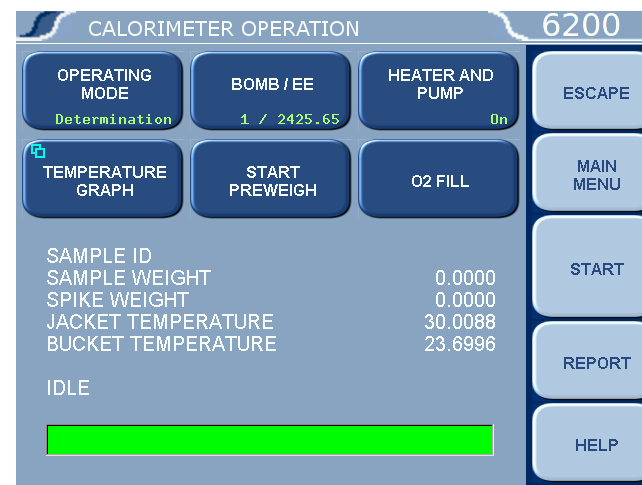 CALORIMETER OPERATION
6200
OPERATING
MODE
Determination
BOMB / EE
1 / 2425.65
HEATER AND
PUMP
On
ESCAPE
TEMPERATURE
GRAPH
START
PREWEIGH
O2 FILL
MAIN
MENU
SAMPLE ID
SAMPLE WEIGHT 0.0000
SPIKE WEIGHT 0.0000
JACKET TEMPERATURE 30.0088
BUCKET TEMPERATURE 23.6996
IDLE
START
REPORT
HELP